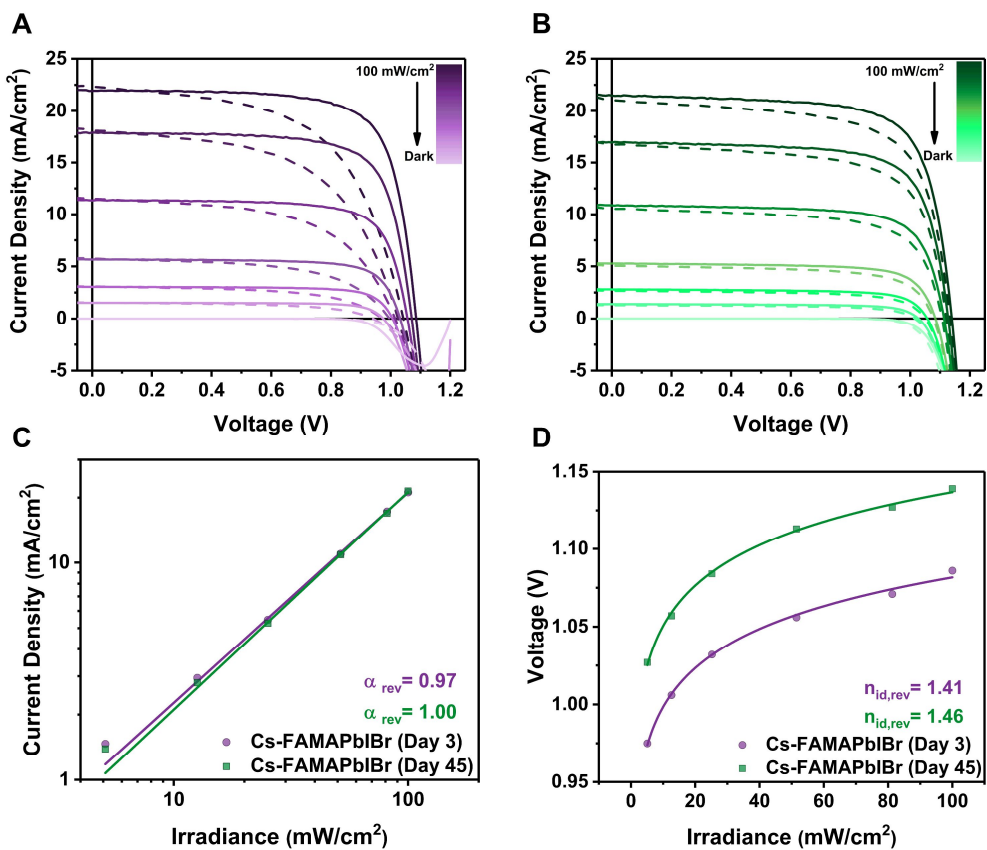 A
25
20
15
10
5
0
-5
0.0 0.2 0.4 0.6 0.8 1.0 1.2
Current Density (mA/cm²)
Voltage (V)
100 mW/cm²
Dark
B
25
20
15
10
5
0
-5
0.0 0.2 0.4 0.6 0.8 1.0 1.2
Current Density (mA/cm²)
Voltage (V)
100 mW/cm²
Dark
C
10
1
10 100
Current Density (mA/cm²)
Irradiance (mW/cm²)
α rev = 0.97
α rev = 1.00
Cs-FAMAPbIBr (Day 3)
Cs-FAMAPbIBr (Day 45)
D
1.15
1.10
1.05
1.00
0.95
0 20 40 60 80 100
Voltage (V)
Irradiance (mW/cm²)
n id,rev = 1.41
n id,rev = 1.46
Cs-FAMAPbIBr (Day 3)
Cs-FAMAPbIBr (Day 45)